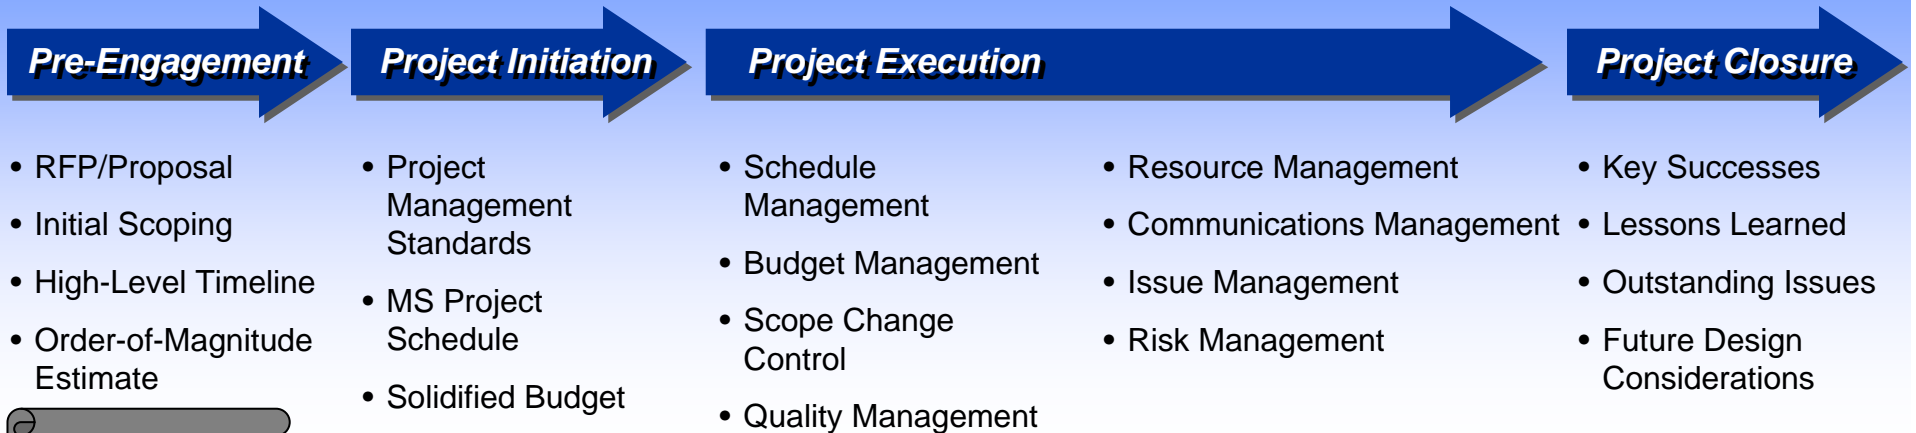 Pre-Engagement
Project Initiation
Project Execution
Project Closure
• RFP/Proposal
• Initial Scoping
• High-Level Timeline
• Order-of-Magnitude
Estimate
• Project
Management
Standards
• MS Project
Schedule
• Solidified Budget
• Schedule
Management
• Budget Management
• Scope Change
Control
• Quality Management
• Resource Management
• Communications Management
• Issue Management
• Risk Management
• Key Successes
• Lessons Learned
• Outstanding Issues
• Future Design
Considerations